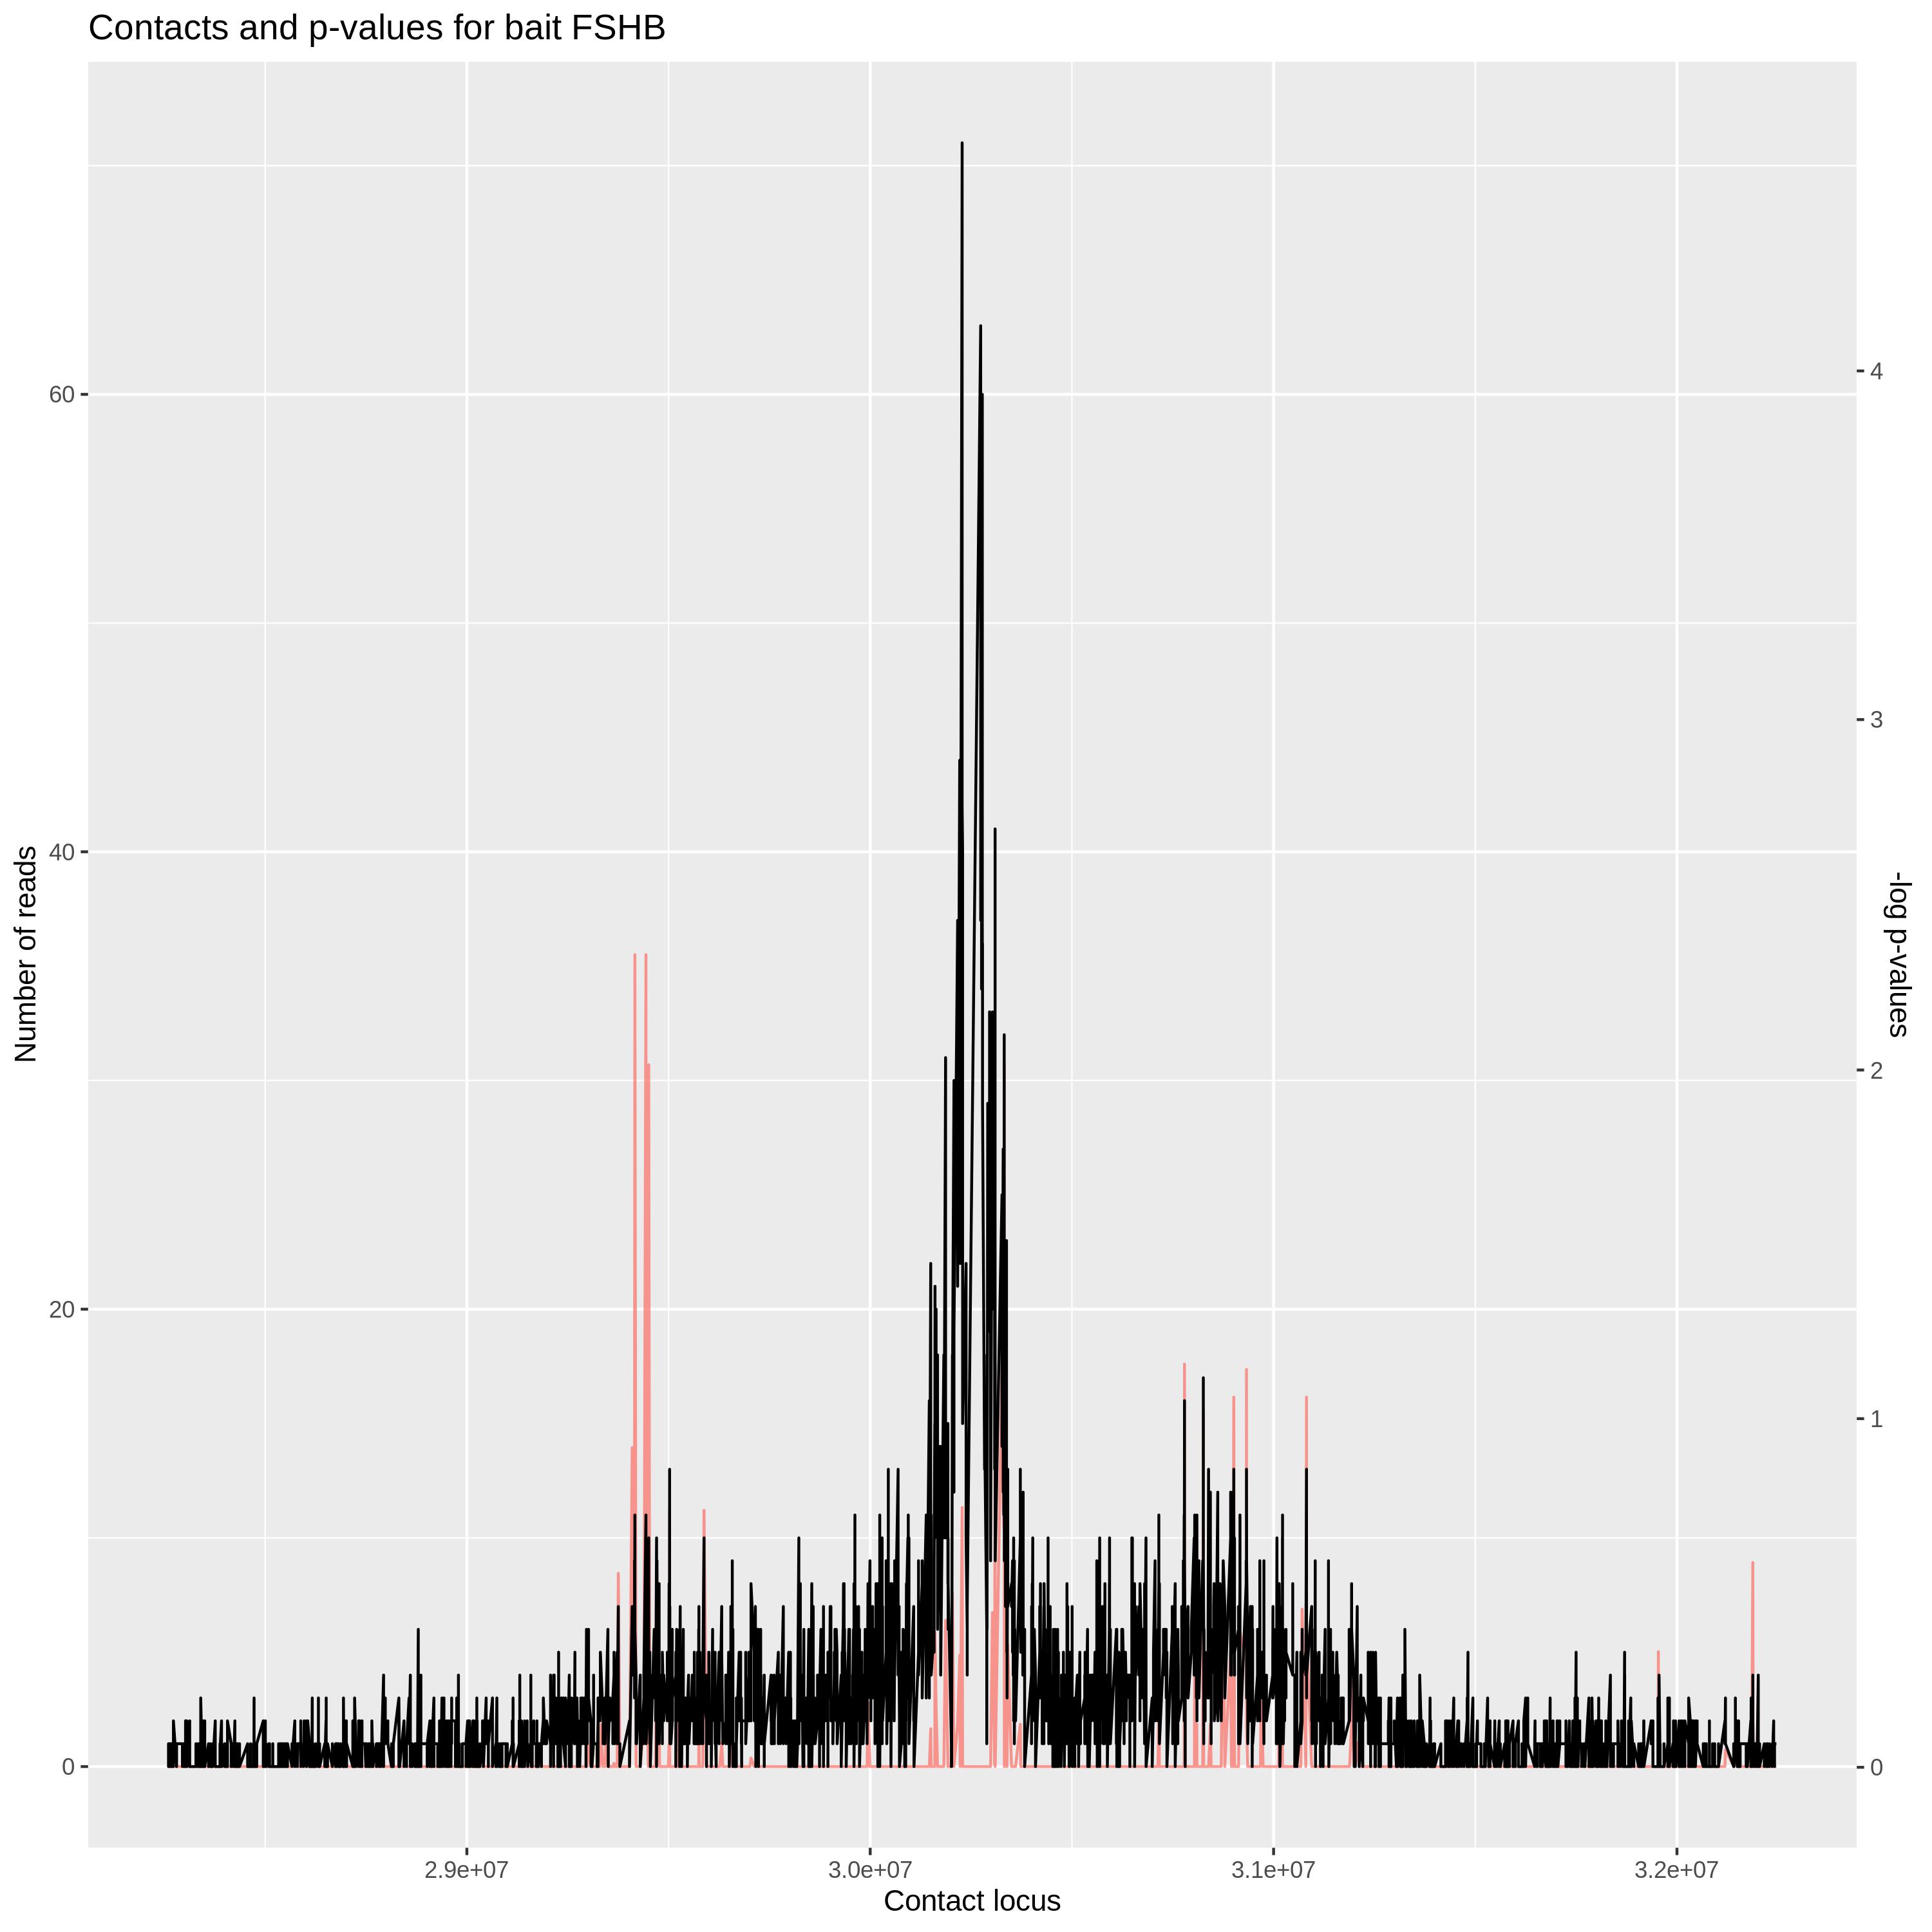 Contacts and p-values for bait FSHB
Number of reads
60
40
20
0
4
3
2
1
0
-log p-values
2.9e+07 3.0e+07 3.1e+07 3.2e+07
Contact locus